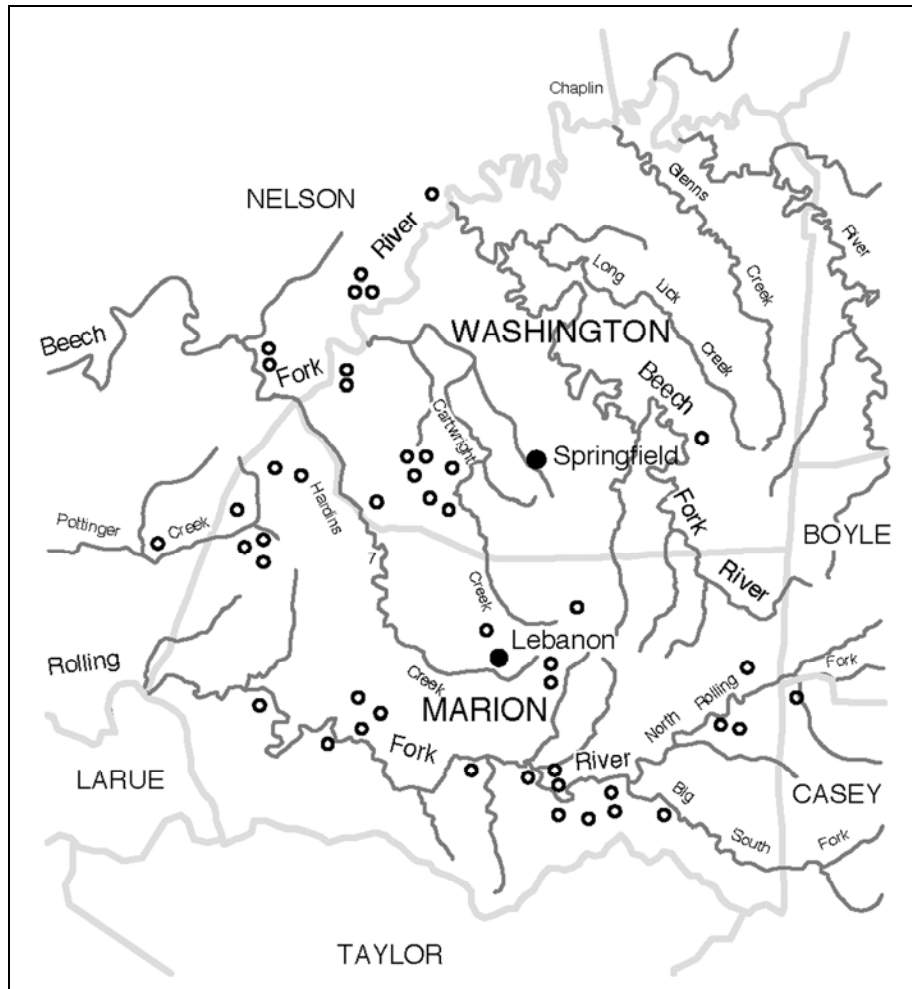 Chaplin
NELSON
River
Glenns
Creek
River
Long
Lick
Creek
WASHINGTON
Beech
Fork
Beech
Cartwright
Springfield
Hardins
Fork
Pottinger
Creek
BOYLE
7
River
Creek
Rolling
Lebanon
Creek
Fork
Rolling
North
MARION
Fork
River
LARUE
Big
CASEY
South
Fork
TAYLOR